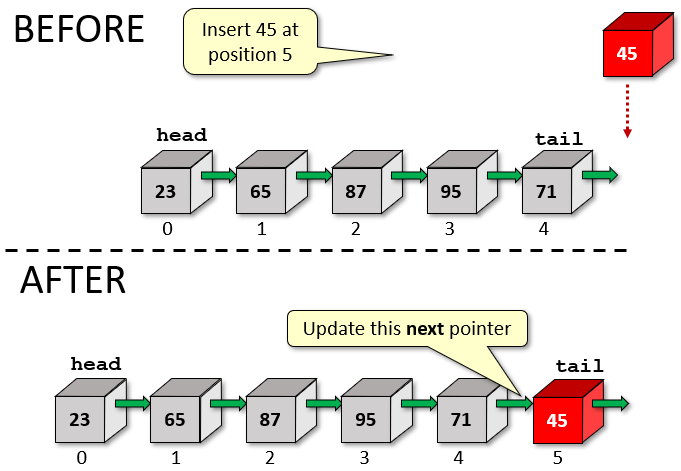 BEFORE
Insert 45 at
position 5
45
head
tail
23
65
87
95
71
0
1
2
3
4
AFTER
Update this next pointer
head
tail
23
65
87
95
71
45
0
1
2
3
4
5